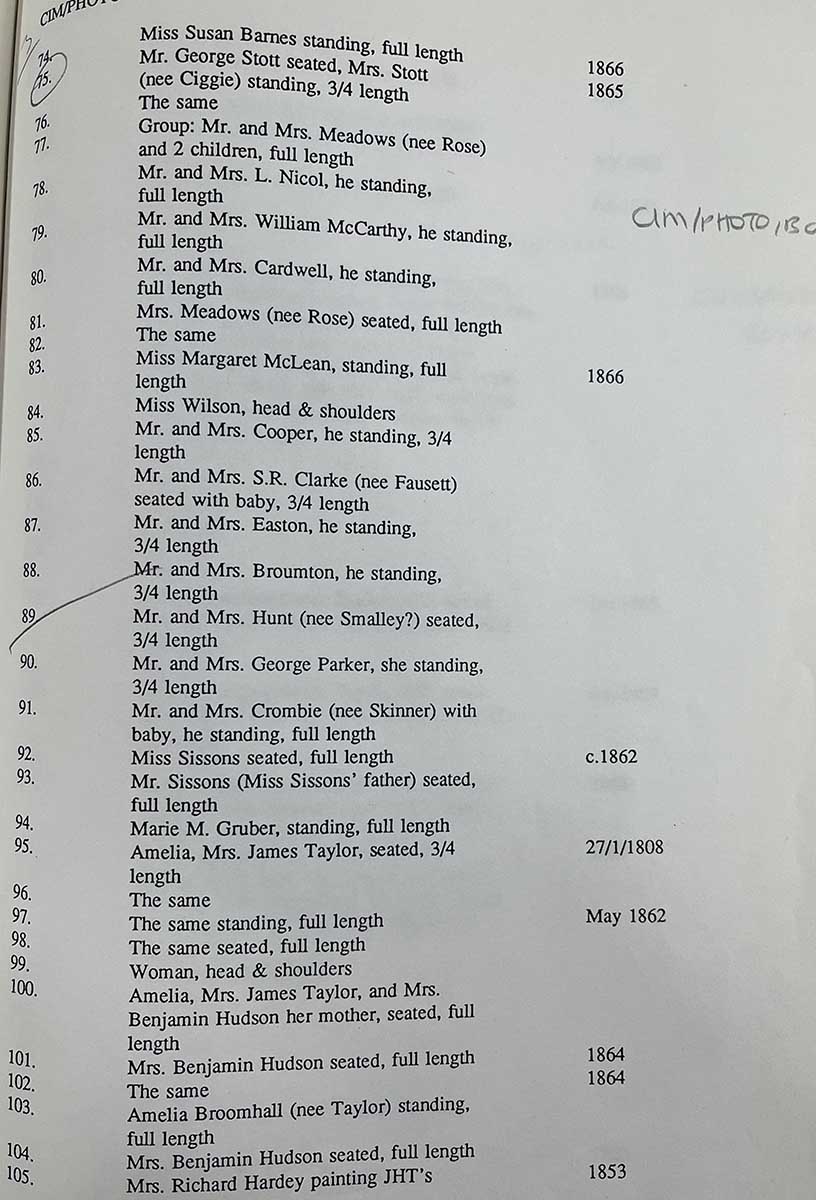 CIM/PHOTO
74. Miss Susan Barnes standing, full length 1866
75. Mr. George Stott seated, Mrs. Stott 1865
(nee Ciggie) standing, 3/4 length
76. The same
77. Group: Mr. and Mrs. Meadows (nee Rose)
and 2 children, full length
78. Mr. and Mrs. L. Nicol, he standing,
full length
CIM/PHOTO,
79. Mr. and Mrs. William McCarthy, he standing,
full length
80. Mr. and Mrs. Cardwell, he standing,
full length
81. Mrs. Meadows (nee Rose) seated, full length
82. The same
83. Miss Margaret McLean, standing, full 1866
length
84. Miss Wilson, head & shoulders
85. Mr. and Mrs. Cooper, he standing, 3/4
length
86. Mr. and Mrs. S.R. Clarke (nee Fausett)
seated with baby, 3/4 length
87. Mr. and Mrs. Easton, he standing,
3/4 length
88. Mr. and Mrs. Broumton, he standing,
3/4 length
89. Mr. and Mrs. Hunt (nee Smalley?) seated,
3/4 length
90. Mr. and Mrs. George Parker, she standing,
3/4 length
91. Mr. and Mrs. Crombie (nee Skinner) with
baby, he standing, full length
92. Miss Sissons seated, full length c.1862
93. Mr. Sissons (Miss Sissons' father) seated,
full length
94. Marie M. Gruber, standing, full length
95. Amelia, Mrs. James Taylor, seated, 3/4 27/1/1808
length
96. The same
97. The same standing, full length May 1862
98. The same seated, full length
99. Woman, head & shoulders
100. Amelia, Mrs. James Taylor, and Mrs.
Benjamin Hudson her mother, seated, full
length
101. Mrs. Benjamin Hudson seated, full length 1864
102. The same 1864
103. Amelia Broomhall (nee Taylor) standing,
full length
104. Mrs. Benjamin Hudson seated, full length
105. Mrs. Richard Hardey painting JHT's 1853